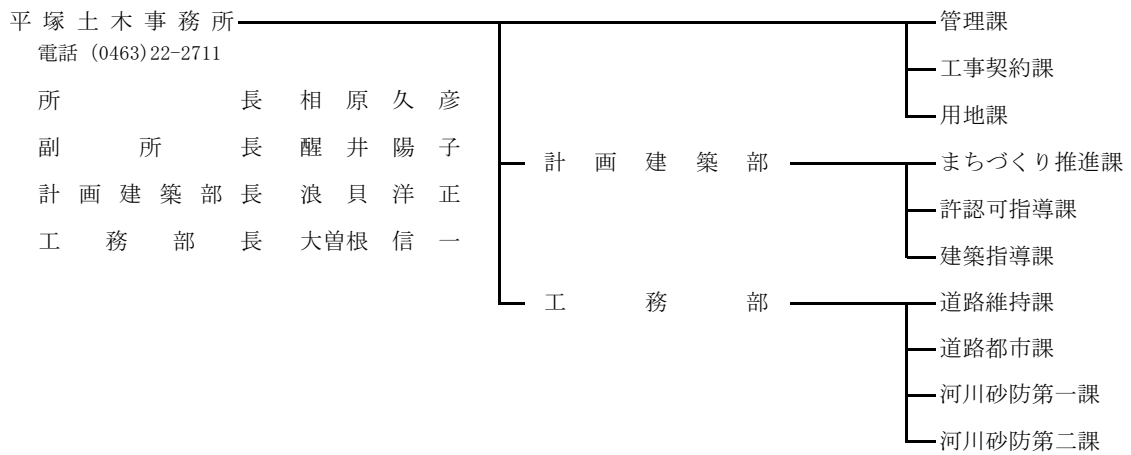 平塚土木事務所
管理課
電話 (0463)22-2711
工事契約課
所長 相原久彦
用地課
副所長 醒井陽子
計画建築部
まちづくり推進課
計画建築部長 浪貝洋正
許認可指導課
工務部長 大曽根信一
建築指導課
工務部
道路維持課
道路都市課
河川砂防第一課
河川砂防第二課